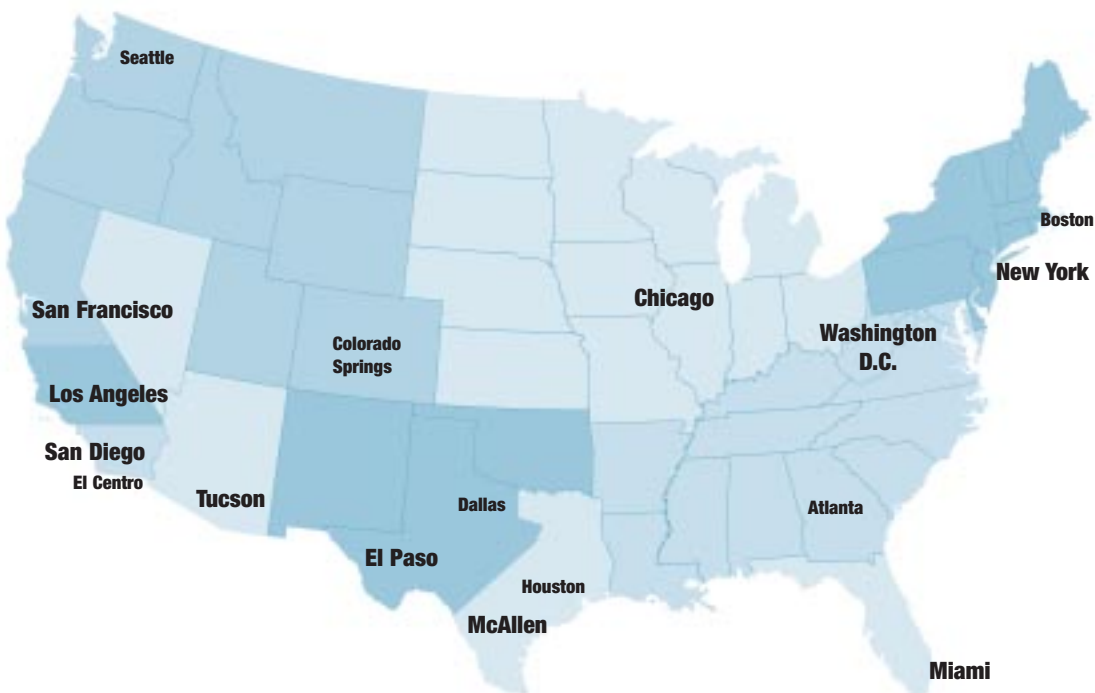 Seattle
Boston
New York
San Francisco
Chicago
Washington
D.C.
Colorado
Springs
Los Angeles
San Diego
El Centro
Tucson
Dallas
Atlanta
El Paso
Houston
McAllen
Miami